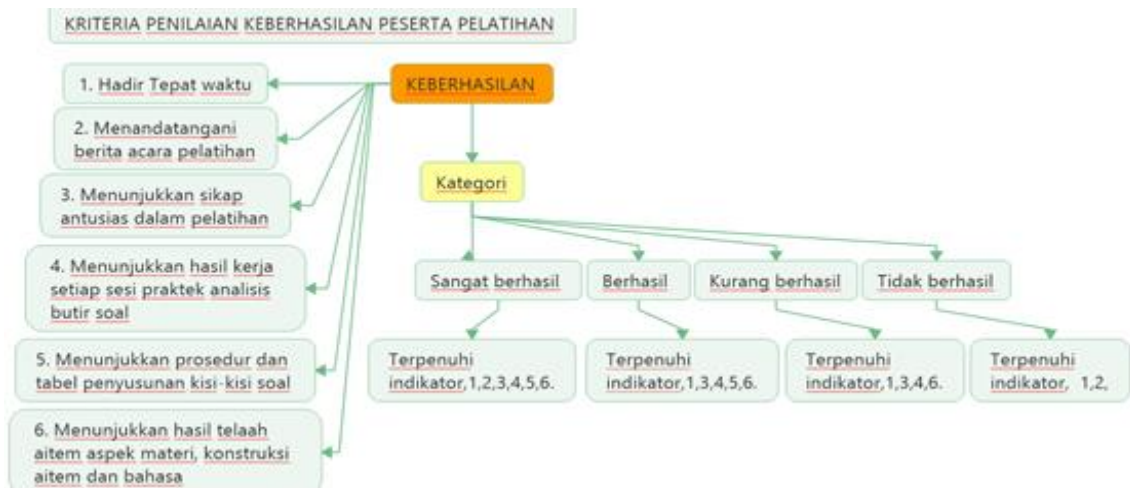 KRITERIA PENILAIAN KEBERHASILAN PESERTA PELATIHAN
KEBERHASILAN
1. Hadir Tepat waktu
2. Menandatangani
berita acara pelatihan
3. Menunjukkan sikap
antusias dalam pelatihan
4. Menunjukkan hasil kerja
setiap sesi praktek analisis
butir soal
5. Menunjukkan prosedur dan
tabel penyusunan kisi-kisi soal
6. Menunjukkan hasil telaah
aitem aspek materi, konstruksi
aitem dan bahasa
Kategori
Sangat berhasil
Berhasil
Kurang berhasil
Tidak berhasil
Terpenuhi
indikator,1,2,3,4,5,6.
Terpenuhi
indikator,1,3,4,5,6.
Terpenuhi
indikator,1,3,4,6.
Terpenuhi
indikator, 1,2,